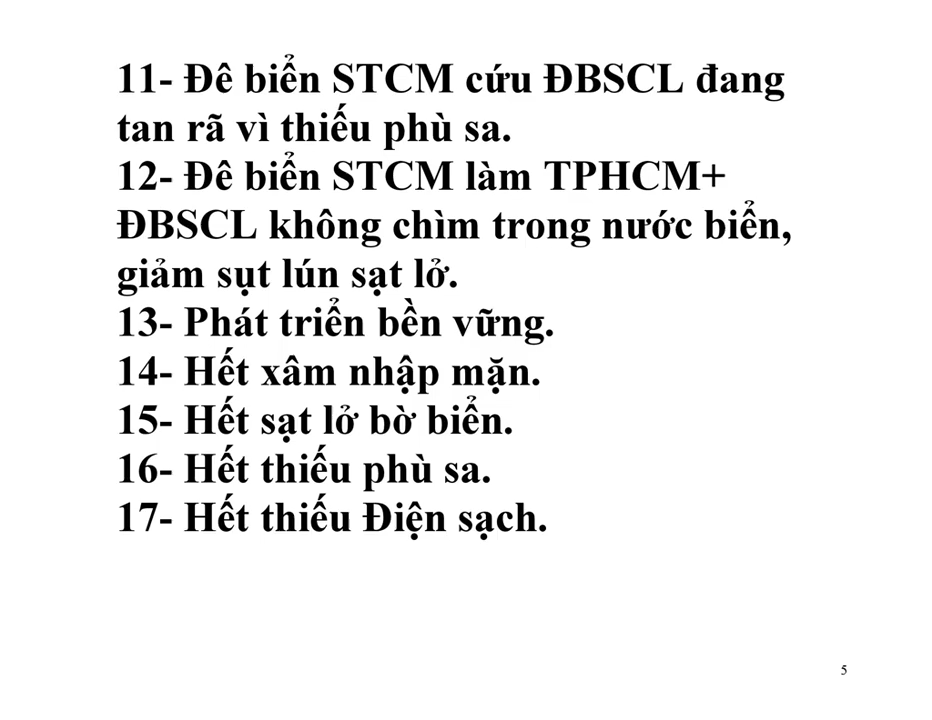 11- Đê biển STCM cứu ĐBSCL đang
tan rã vì thiếu phù sa.
12- Đê biển STCM làm TPHCM+
ĐBSCL không chìm trong nước biển,
giảm sụt lún sạt lở.
13- Phát triển bền vững.
14- Hết xâm nhập mặn.
15- Hết sạt lở bờ biển.
16- Hết thiếu phù sa.
17- Hết thiếu Điện sạch.
5